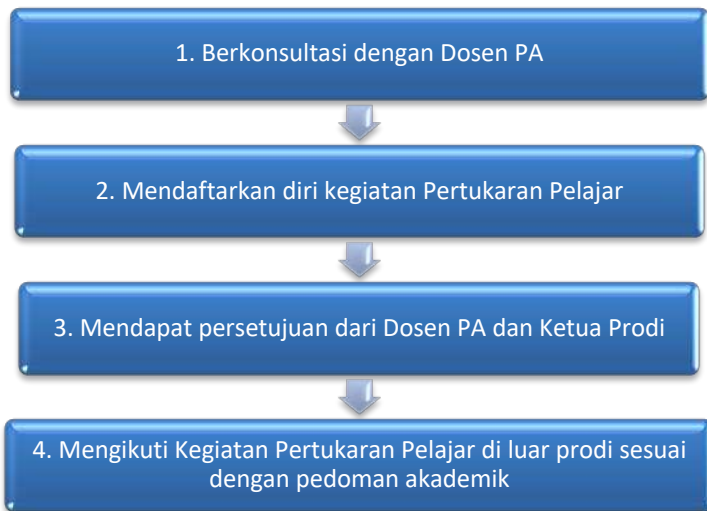 1. Berkonsultasi dengan Dosen PA
2. Mendaftarkan diri kegiatan Pertukaran Pelajar
3. Mendapat persetujuan dari Dosen PA dan Ketua Prodi
4. Mengikuti Kegiatan Pertukaran Pelajar di luar prodi sesuai
dengan pedoman akademik